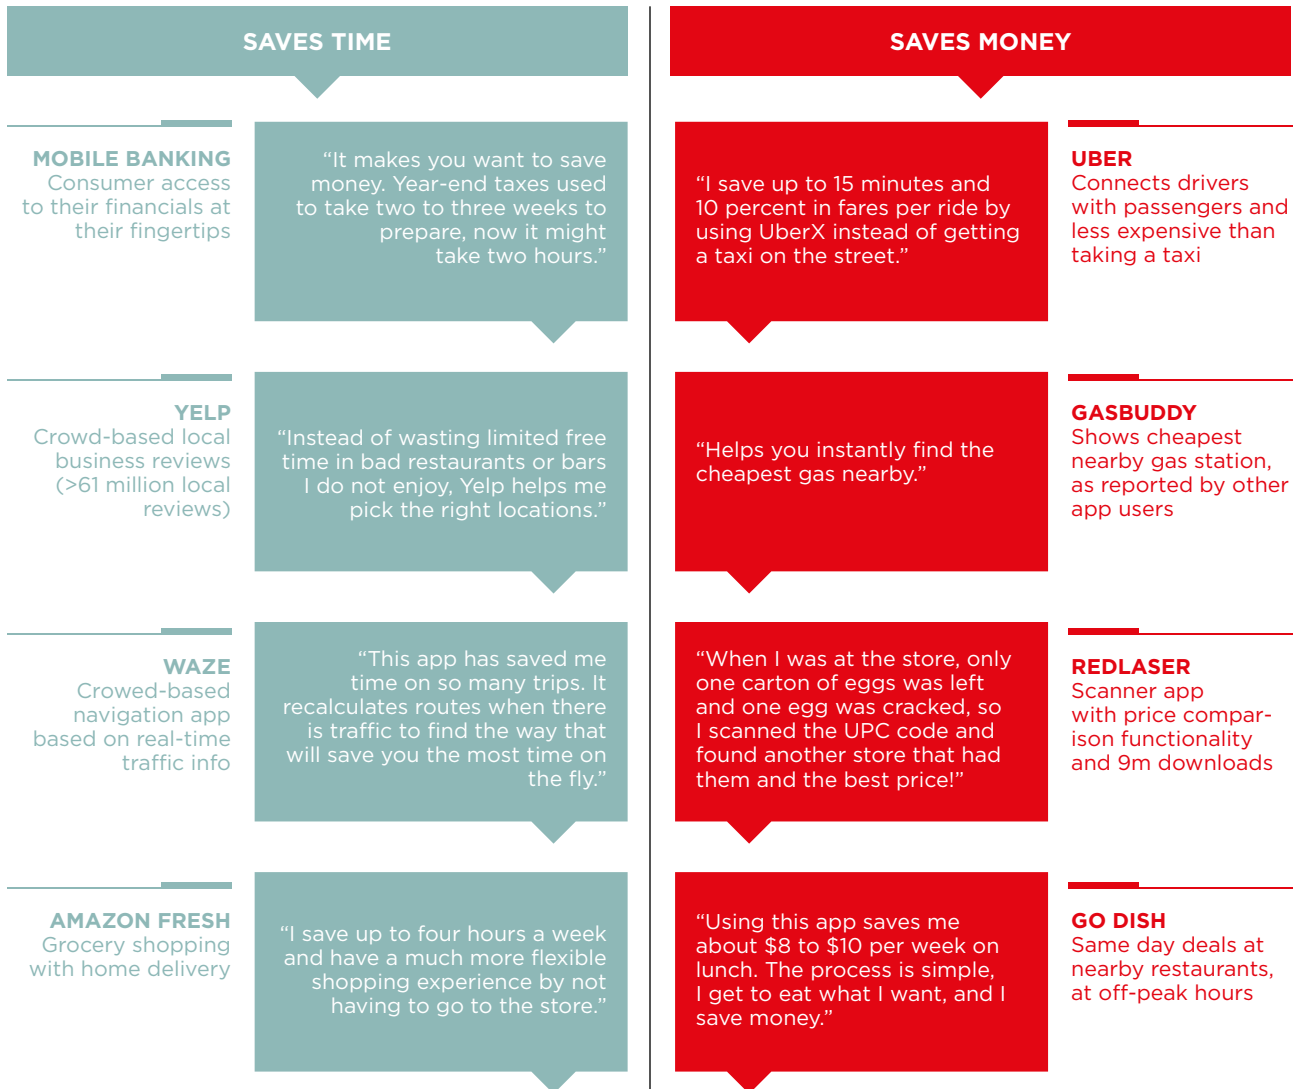 SAVES TIME
MOBILE BANKING
Consumer access
to their financials at
their fingertips
“It makes you want to save
money. Year-end taxes used
to take two to three weeks to
prepare, now it might
take two hours.”
YELP
Crowd-based local
business reviews
(>61 million local
reviews)
“Instead of wasting limited free
time in bad restaurants or bars
I do not enjoy, Yelp helps me
pick the right locations.”
WAZE
Crowed-based
navigation app
based on real-time
traffic info
“This app has saved me
time on so many trips. It
recalculates routes when there
is traffic to find the way that
will save you the most time on
the fly.”
AMAZON FRESH
Grocery shopping
with home delivery
“I save up to four hours a week
and have a much more flexible
shopping experience by not
having to go to the store.”
SAVES MONEY
“I save up to 15 minutes and
10 percent in fares per ride by
using UberX instead of getting
a taxi on the street.”
UBER
Connects drivers
with passengers and
less expensive than
taking a taxi
“Helps you instantly find the
cheapest gas nearby.”
GASBUDDY
Shows cheapest
nearby gas station,
as reported by other
app users
“When I was at the store, only
one carton of eggs was left
and one egg was cracked, so
I scanned the UPC code and
found another store that had
them and the best price!”
REDLASER
Scanner app
with price compar-
ison functionality
and 9m downloads
“Using this app saves me
about $8 to $10 per week on
lunch. The process is simple,
I get to eat what I want, and I
save money.”
GO DISH
Same day deals at
nearby restaurants,
at off-peak hours